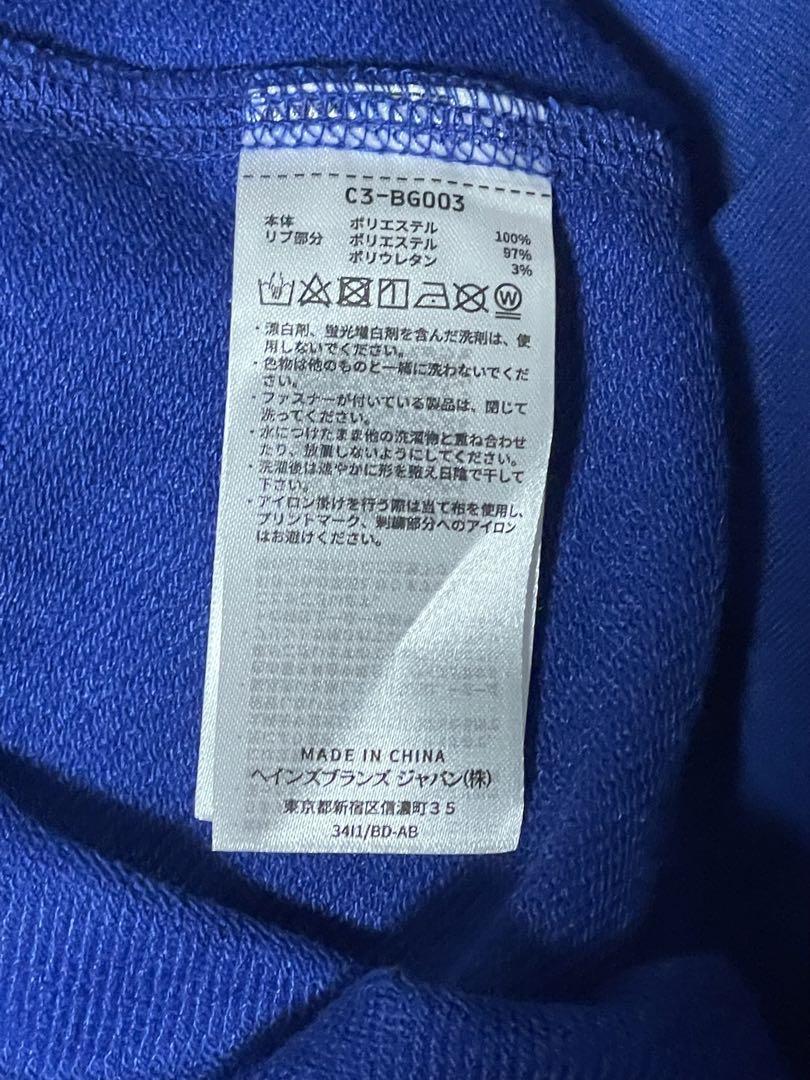 C3-BG003
本体 ポリエステル 100%
リブ部分 ポリエステル 97%
ポリウレタン 3%
W
・漂白剤、蛍光増白剤を含んだ洗剤は、使
用しないでください。
・色物は他のものと一緒に洗わないでくだ
さい。
・ファスナーが付いている製品は、閉じて
洗ってください。
・水につけたまま他の洗濯物と重ね合わせ
たり、放置しないようにしてください。
・洗濯後は速やかに形を整え日陰で干して
下さい。
・アイロン掛けを行う際は当て布を使用し、
プリントマーク、刺繍部分へのアイロン
はお避けください。
MADE IN CHINA
ヘインズブランズ ジャパン(株)
東京都新宿区信濃町35
34I1/BD-AB